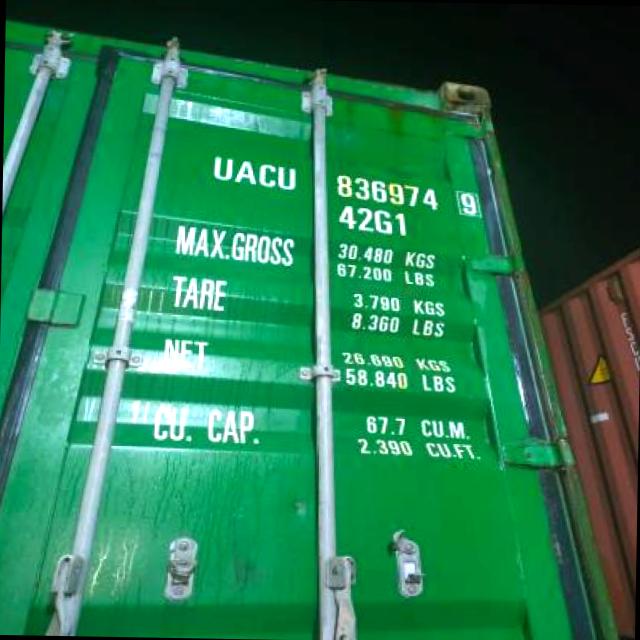 UACU 836974 9
42G1
MAX.GROSS 30.480 KGS
67.200 LBS
TARE 3.790 KGS
8.360 LBS
NET 26.690 KGS
58.840 LBS
CU. CAP. 67.7 CU.M.
2.390 CU.FT.